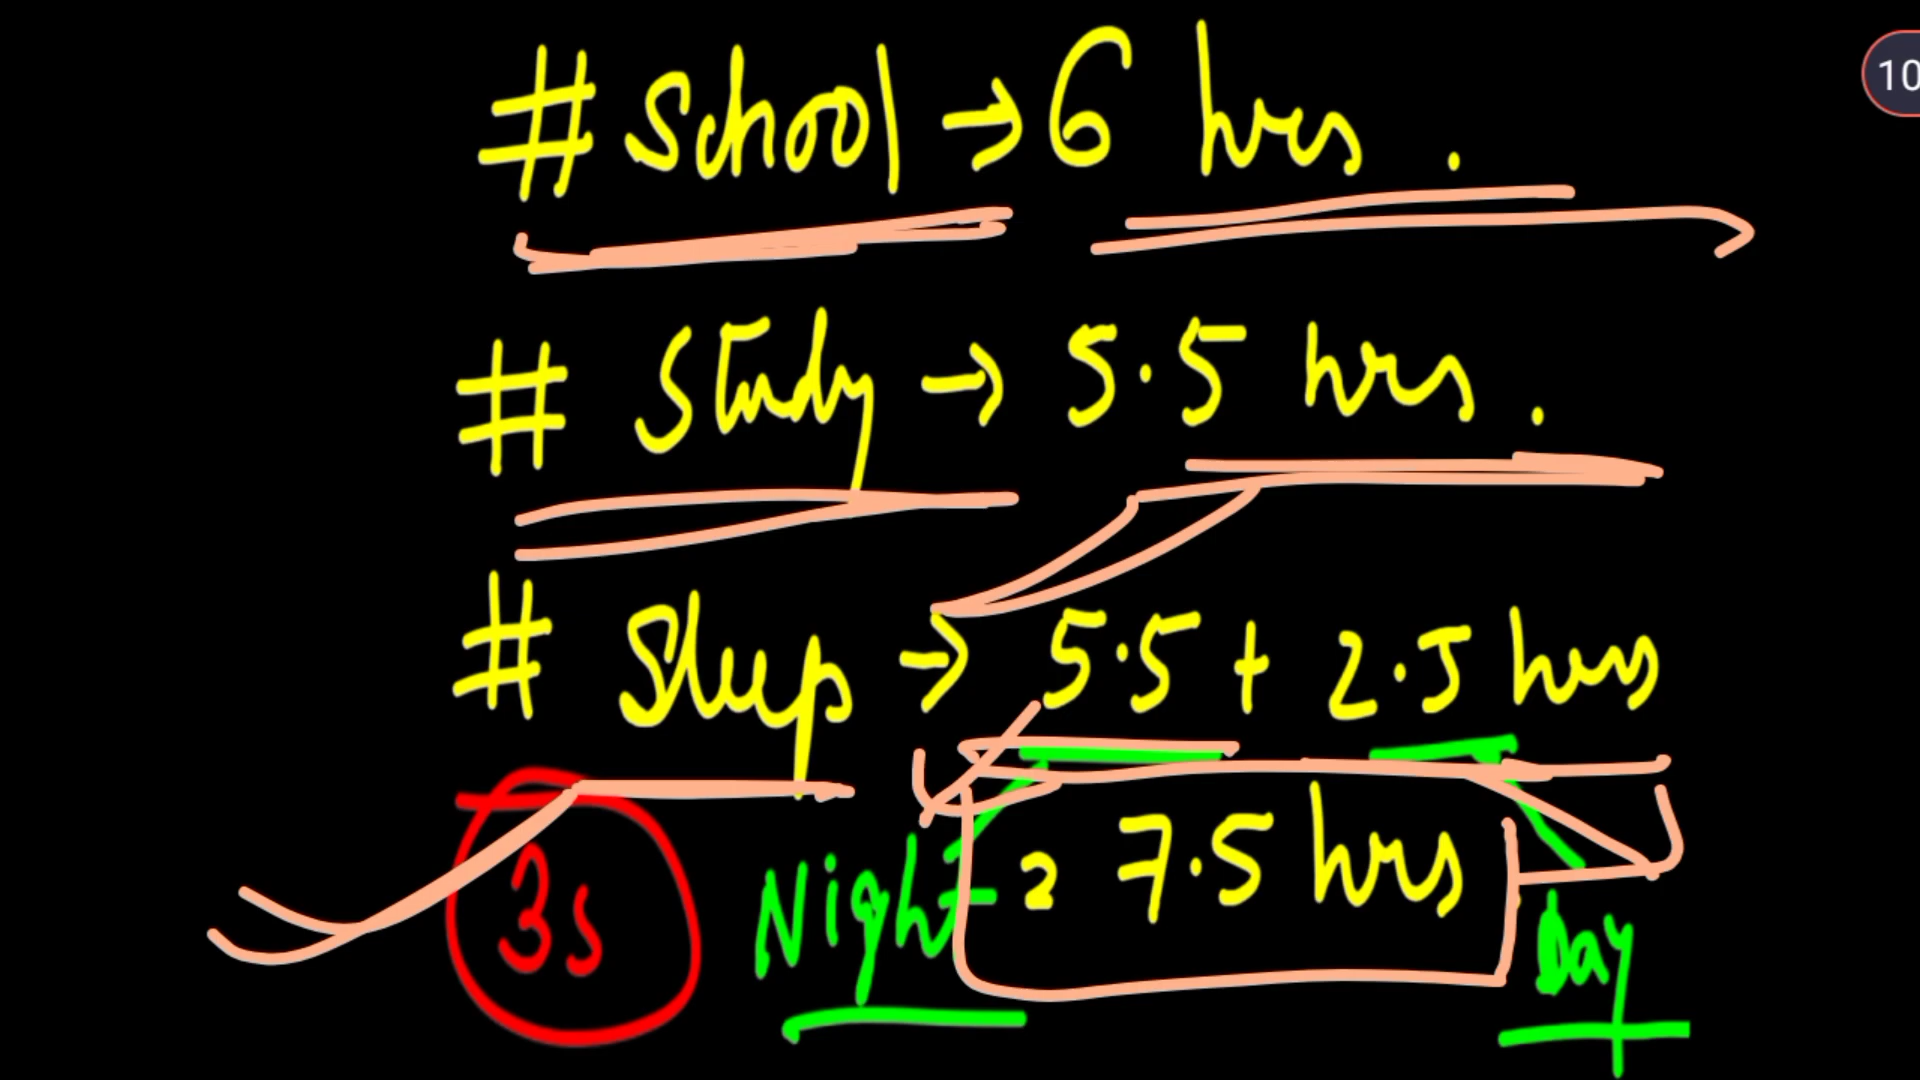 10
# School → 6 hrs.
# Study → 5.5 hrs.
# Sleep → 5.5 + 2.5 hrs
= 7.5 hrs
3s
Night
Day